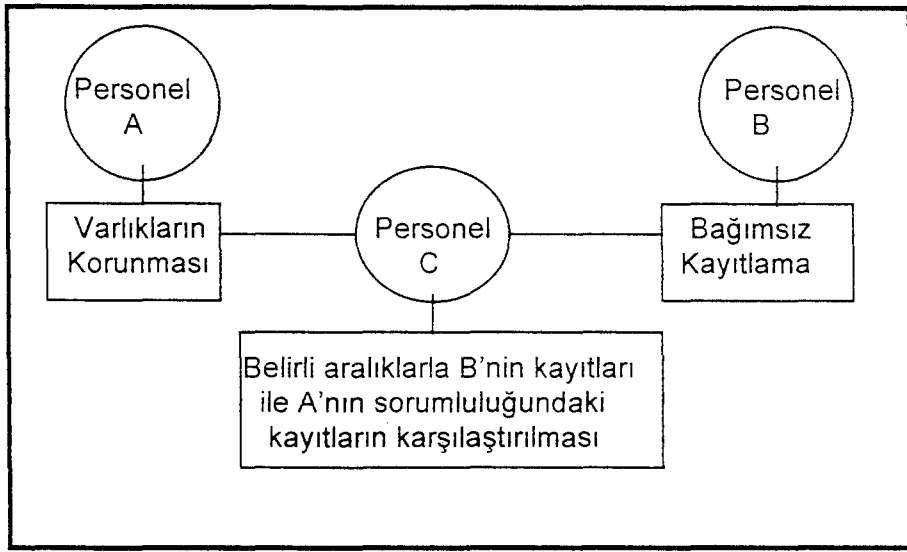 Personel
A
Personel
B
Varlıkların
Korunması
Personel
C
Bağımsız
Kayıtlama
Belirli aralıklarla B'nin kayıtları
ile A'nın sorumluluğundaki
kayıtların karşılaştırılması